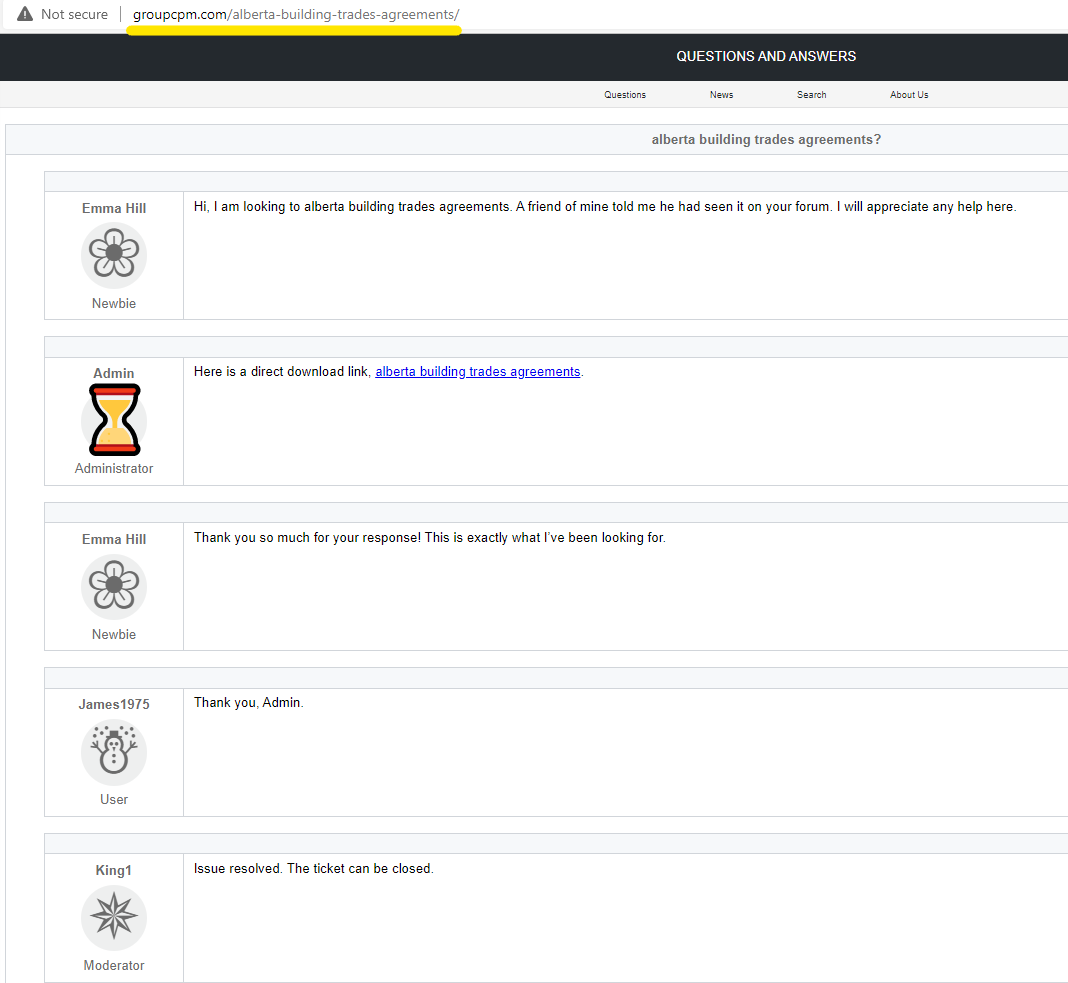 Not secure | groupcpm.com/alberta-building-trades-agreements/
QUESTIONS AND ANSWERS
Questions News Search About Us
alberta building trades agreements?
Emma Hill
Hi, I am looking to alberta building trades agreements. A friend of mine told me he had seen it on your forum. I will appreciate any help here.
Newbie
Admin
Here is a direct download link, alberta building trades agreements.
Administrator
Emma Hill
Thank you so much for your response! This is exactly what I've been looking for.
Newbie
James1975
Thank you, Admin.
User
King1
Issue resolved. The ticket can be closed.
Moderator